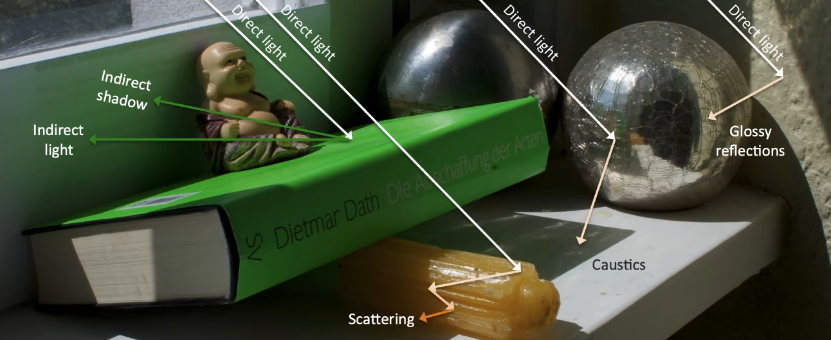 Direct light
Direct light
Direct light
Direct light
Indirect
shadow
Indirect
light
Glossy
reflections
Dietmar Dath Die Abschaffung der Arten
Caustics
Scattering